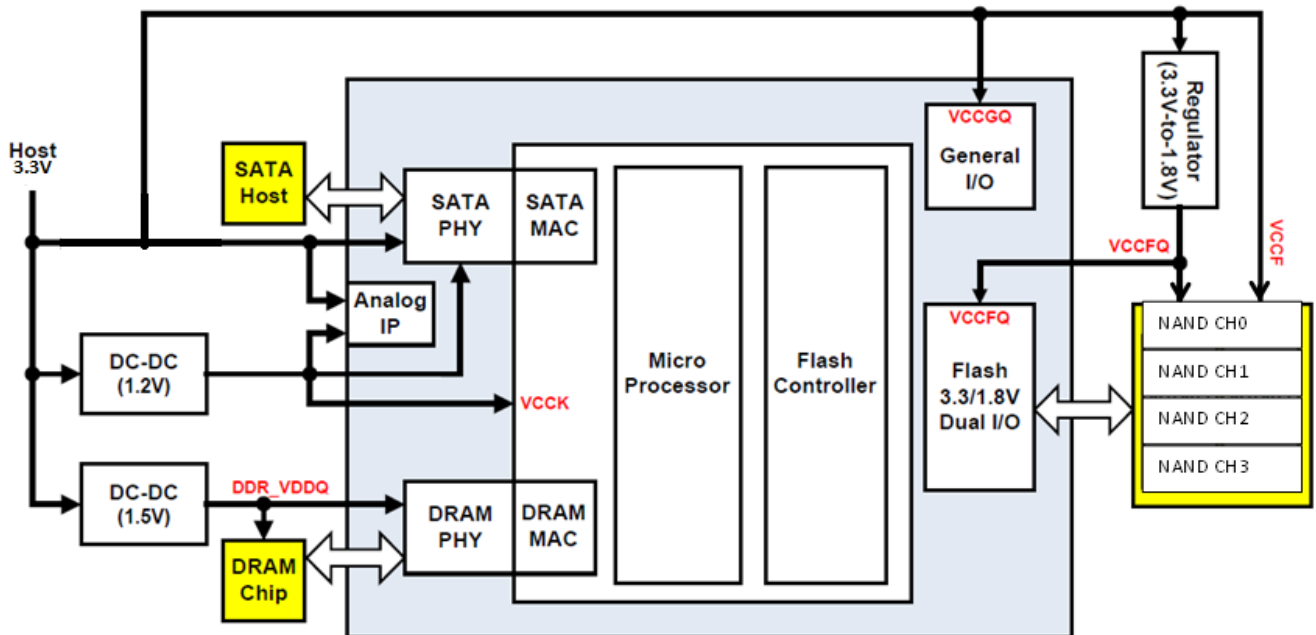 Host
3.3V
SATA
Host
SATA
PHY
SATA
MAC
VCCGQ
General
I/O
Regulator
(3.3V-to-1.8V)
VCCFQ
VCCF
Analog
IP
DC-DC
(1.2V)
VCCK
Micro
Processor
Flash
Controller
VCCFQ
Flash
3.3/1.8V
Dual I/O
NAND CH0
NAND CH1
NAND CH2
NAND CH3
DC-DC
(1.5V)
DDR_VDDQ
DRAM
PHY
DRAM
MAC
DRAM
Chip